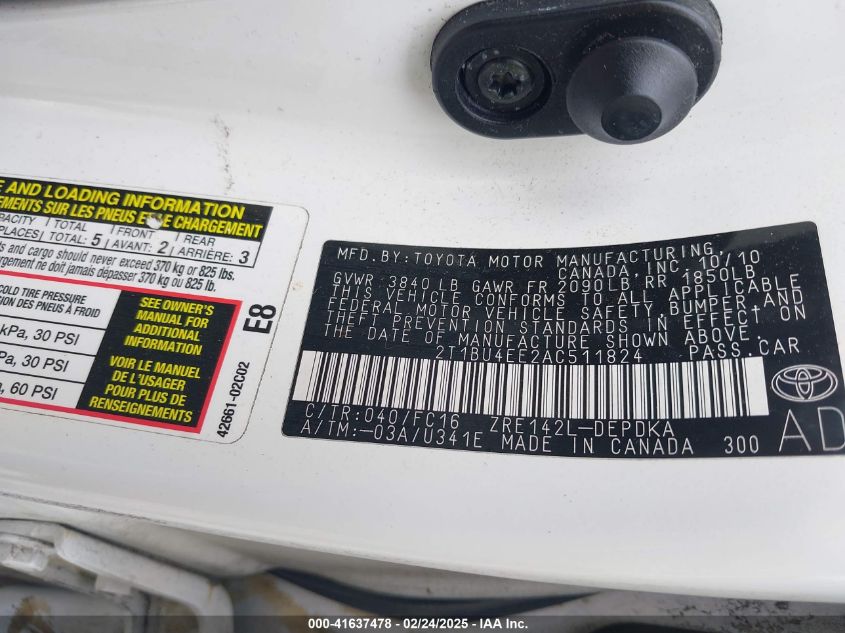 E AND LOADING INFORMATION
EMENTS SUR LES PNEUS ET LE CHARGEMENT
TOTAL FRONT REAR
PLACES) TOTAL: 5 AVANT: 2 ARRIÈRE: 3
and cargo should never exceed 370 kg or 825 lbs.
argement ne doit jamais dépasser 370 kg ou 825 lb.
COLD TIRE PRESSURE
SION DES PNEUS À FROID
kPa, 30 PSI
Pa, 30 PSI
60 PSI
SEE OWNER'S
MANUAL FOR
ADDITIONAL
INFORMATION
VOIR LE MANUEL
DE L'USAGER
POUR PLUS DE
RENSEIGNEMENTS
E8
42661-02C02
MFD.BY:TOYOTA MOTOR MANUFACTURING
CANADA, INC. 10/10
GVWR 3840 LB GAWR FR 2090LB RR 1850LB
THIS VEHICLE CONFORMS TO ALL APPLICABLE
FEDERAL MOTOR VEHICLE SAFETY,BUMPER,AND
THEFT PREVENTION STANDARDS IN EFFECT ON
THE DATE OF MANUFACTURE SHOWN ABOVE.
2T1BU4EE2AC511824 PASS.CAR
C/TR:040/FC16 ZRE142L-DEPDKA
A/TM:-03A/U341E MADE IN CANADA 300
AD
000-41637478 - 02/24/2025 - IAA Inc.